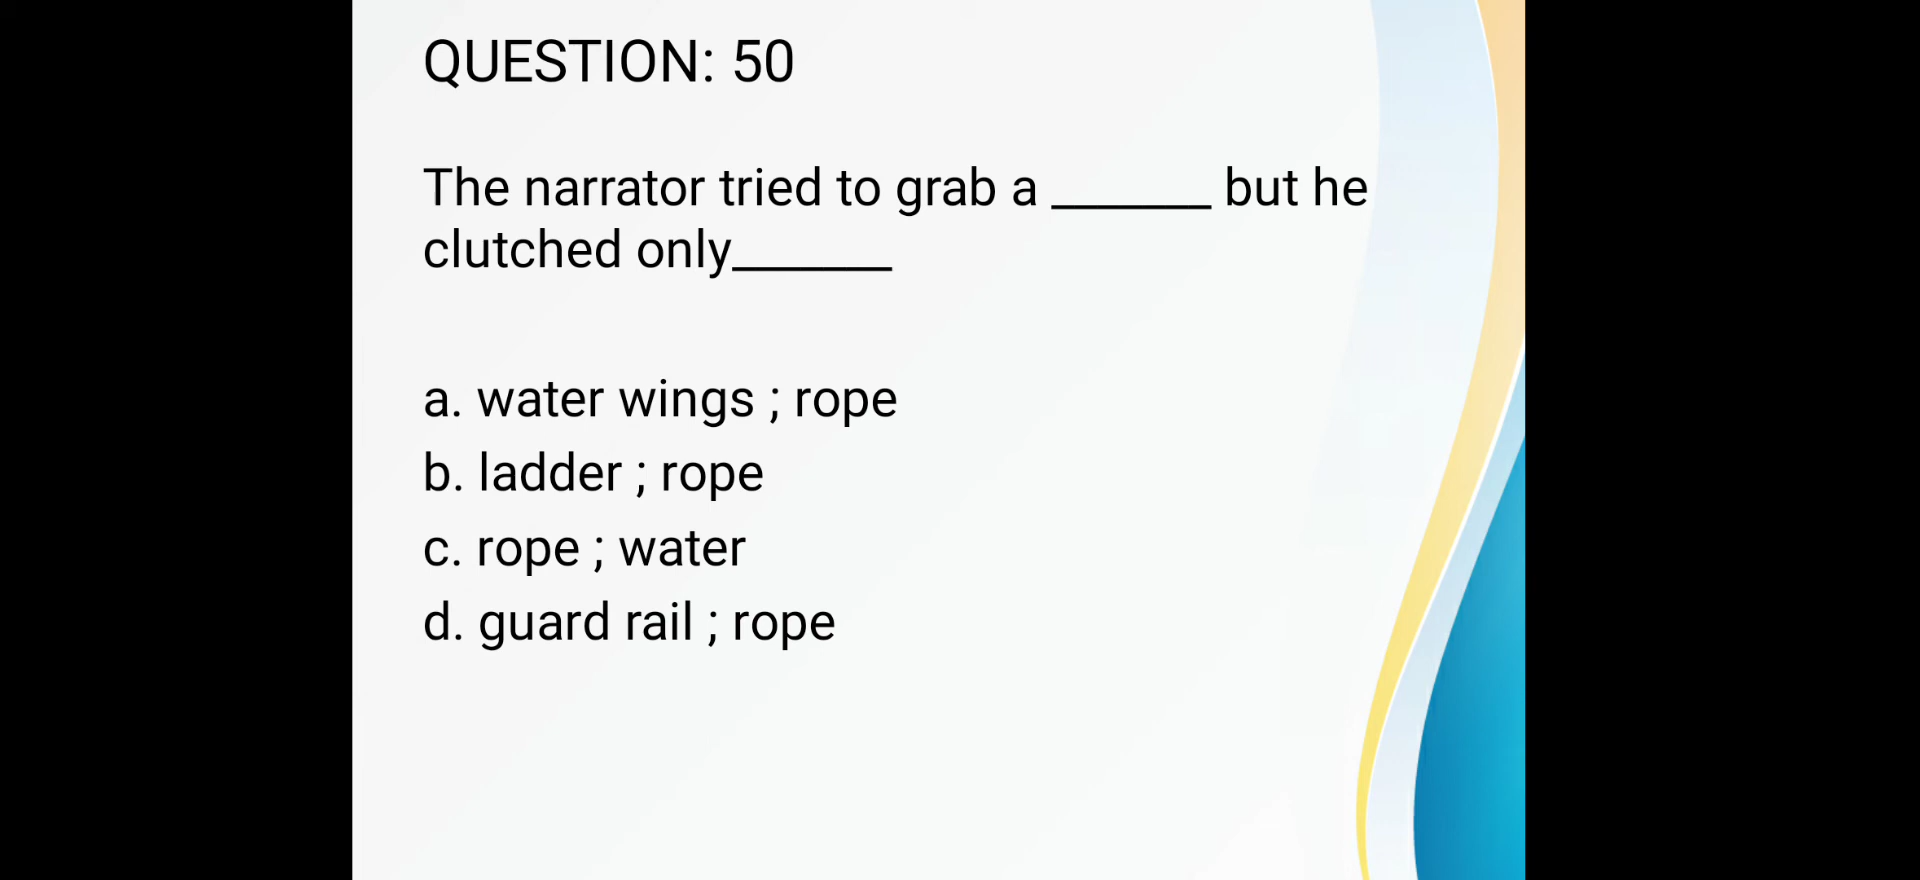 QUESTION: 50
The narrator tried to grab a ______ but he
clutched only______
a. water wings ; rope
b. ladder ; rope
c. rope ; water
d. guard rail ; rope